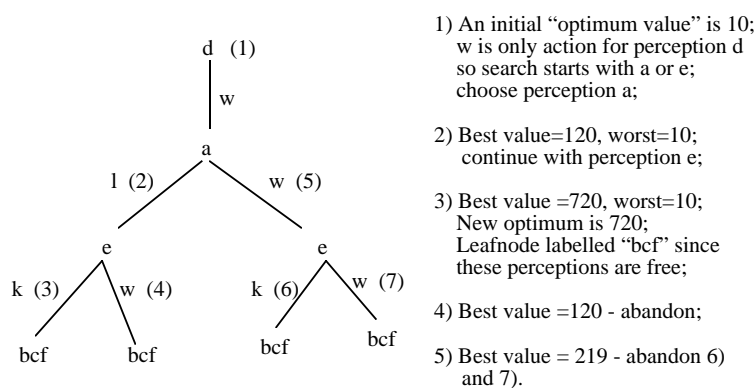 d (1)
w
a
l (2)
w (5)
e
e
k (3)
w (4)
k (6)
w (7)
bcf
bcf
bcf
bcf
1) An initial “optimum value” is 10;
w is only action for perception d
so search starts with a or e;
choose perception a;
2) Best value=120, worst=10;
continue with perception e;
3) Best value =720, worst=10;
New optimum is 720;
Leafnode labelled “bcf” since
these perceptions are free;
4) Best value =120 - abandon;
5) Best value = 219 - abandon 6)
and 7).